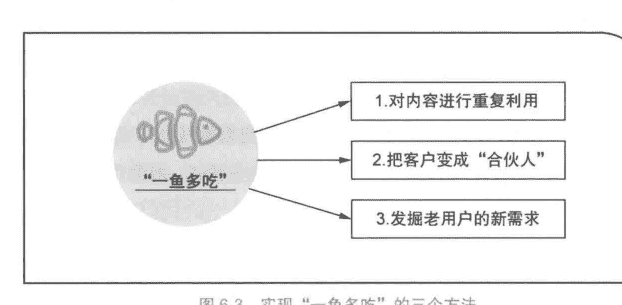 “一鱼多吃”
1.对内容进行重复利用
2.把客户变成“合伙人”
3.发掘老用户的新需求
图 6-3 实现“一鱼多吃”的三个方法